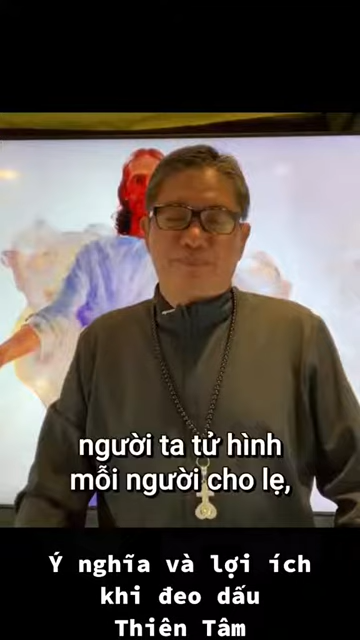 người ta tử hình
mỗi người cho lẹ,
Ý nghĩa và lợi ích
khi đeo dấu
Thiên Tâm